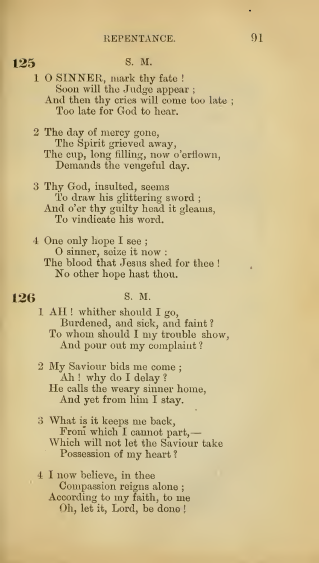 REPENTANCE. 91
125 S. M.
1 O SINNER, mark thy fate !
Soon will the Judge appear ;
And then thy cries will come too late ;
Too late for God to hear.
2 The day of mercy gone,
The Spirit grieved away,
The cup, long filling, now o'erflown,
Demands the vengeful day.
3 Thy God, insulted, seems
To draw his glittering sword ;
And o'er thy guilty head it gleams,
To vindicate his word.
4 One only hope I see ;
O sinner, seize it now :
The blood that Jesus shed for thee !
No other hope hast thou.
126 S. M.
1 AH ! whither should I go,
Burdened, and sick, and faint ?
To whom should I my trouble show,
And pour out my complaint ?
2 My Saviour bids me come ;
Ah ! why do I delay ?
He calls the weary sinner home,
And yet from him I stay.
3 What is it keeps me back,
From which I cannot part,—
Which will not let the Saviour take
Possession of my heart ?
4 I now believe, in thee
Compassion reigns alone ;
According to my faith, to me
Oh, let it, Lord, be done !